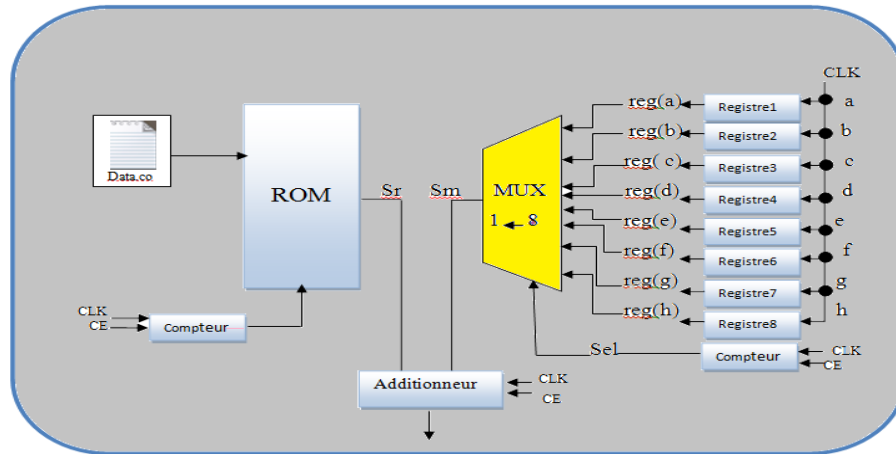 Data.co
ROM
CLK
CE
Compteur
Sr
Sm
MUX
1 8
Additionneur
CLK
CE
CLK
reg(a) Registre1 a
reg(b) Registre2 b
reg( c) Registre3 c
reg(d) Registre4 d
reg(e) Registre5 e
reg(f) Registre6 f
reg(g) Registre7 g
reg(h) Registre8 h
Sel Compteur CLK
CE